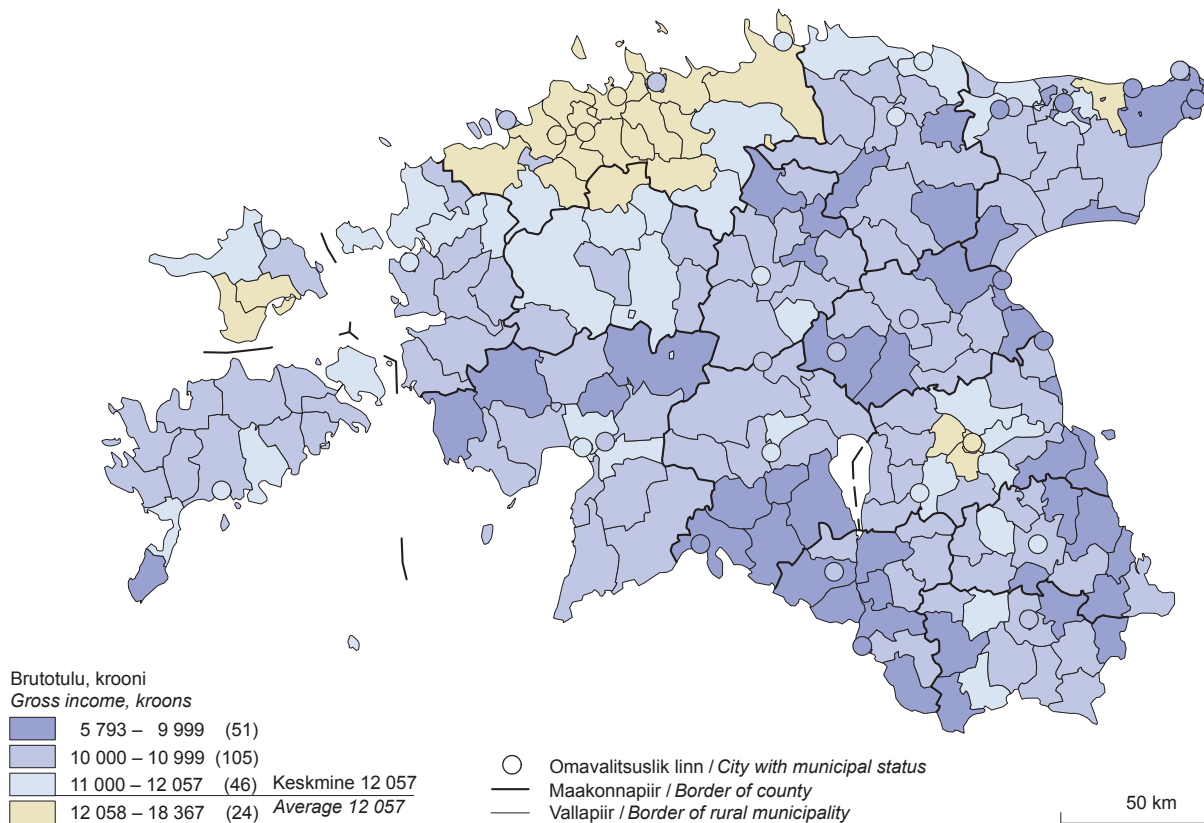 Brutotulu, krooni
Gross income, kroons
5 793 – 9 999 (51)
10 000 – 10 999 (105)
11 000 – 12 057 (46) Keskmine 12 057
12 058 – 18 367 (24) Average 12 057
Omavalitsuslik linn / City with municipal status
Maakonnapiir / Border of county
Vallapiir / Border of rural municipality
50 km